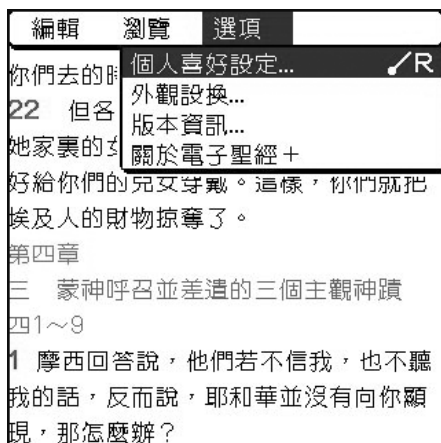 編輯 瀏覽 選項
個人喜好設定... ⁄R
外觀設换...
版本資訊...
關於電子聖經+
你們去的時
22 但各
她家裏的
好給你們的兒女穿戴。這樣，你們就把
埃及人的財物掠奪了。
第四章
三 蒙神呼召並差遣的三個主觀神蹟
四1～9
1 摩西回答說，他們若不信我，也不聽
我的話，反而說，耶和華並沒有向你顯
現，那怎麼辦？